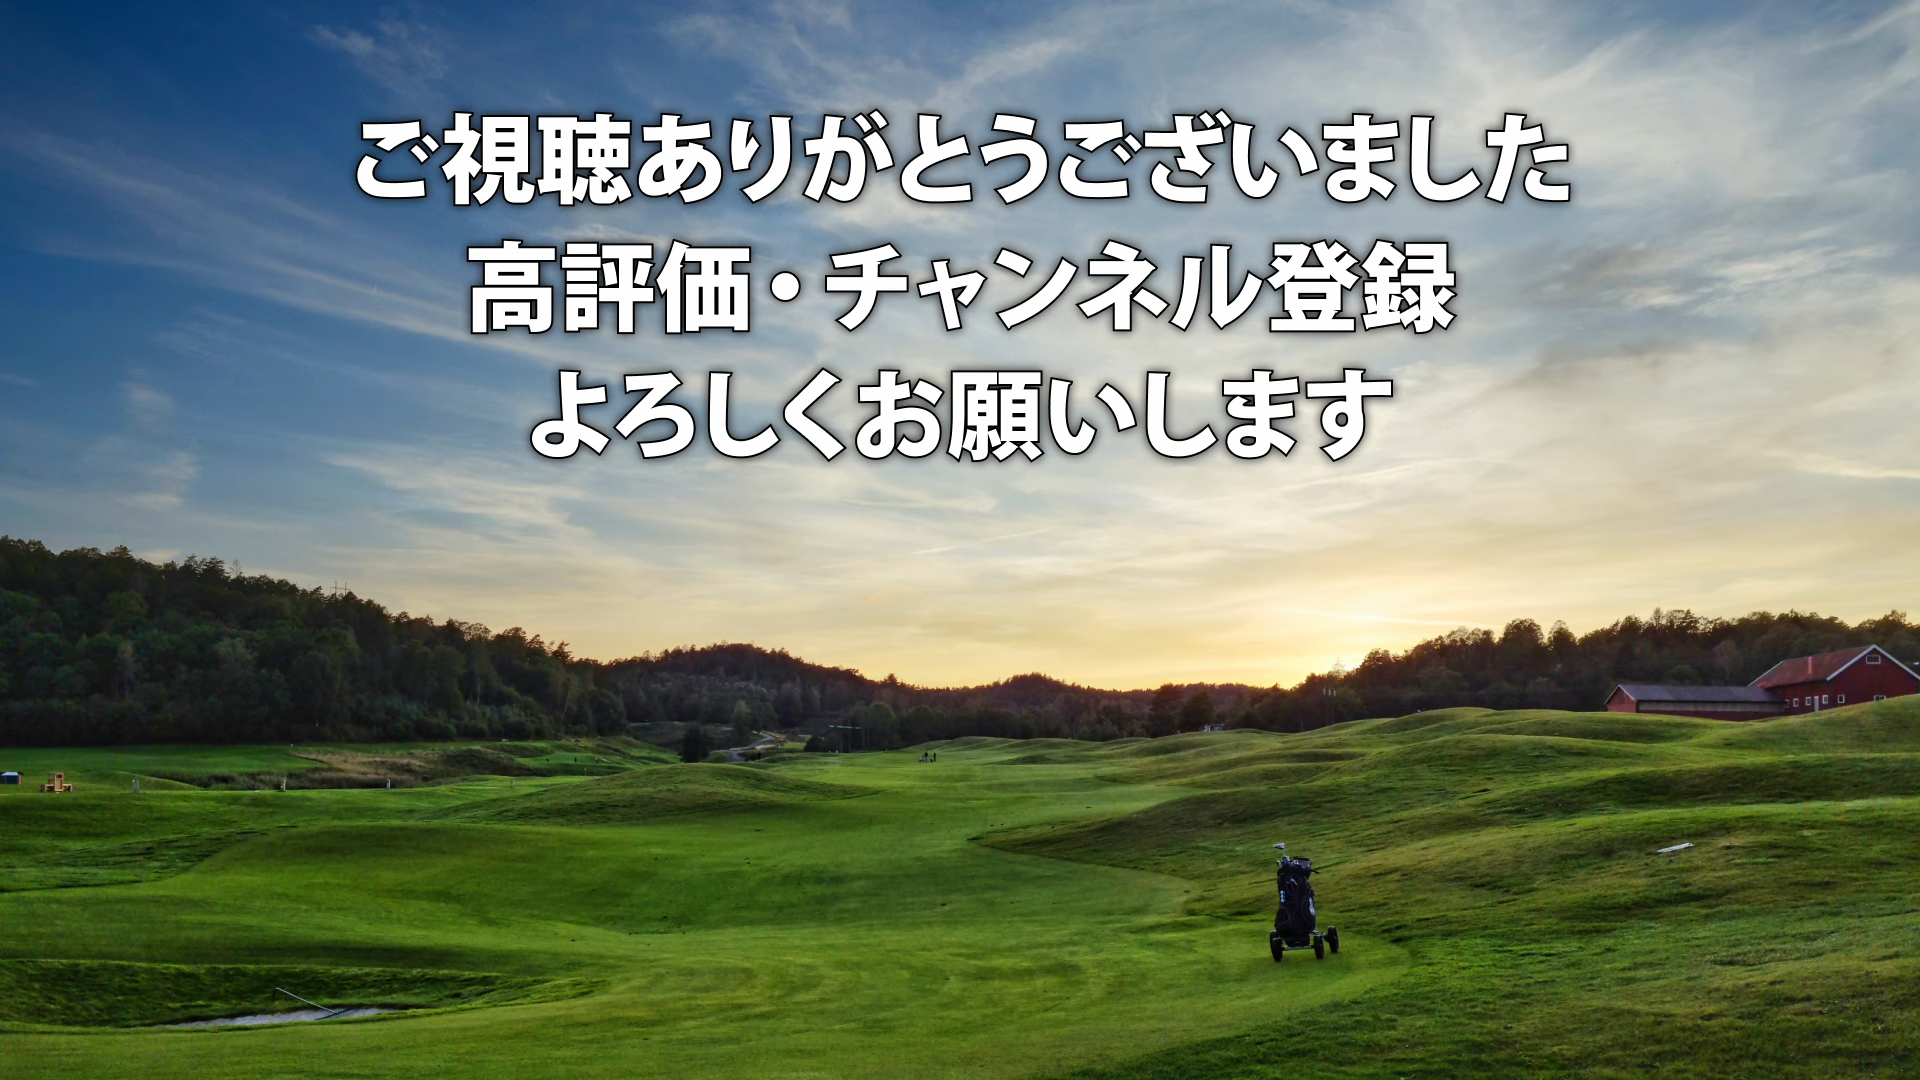 ご視聴ありがとうございました
高評価・チャンネル登録
よろしくお願いします